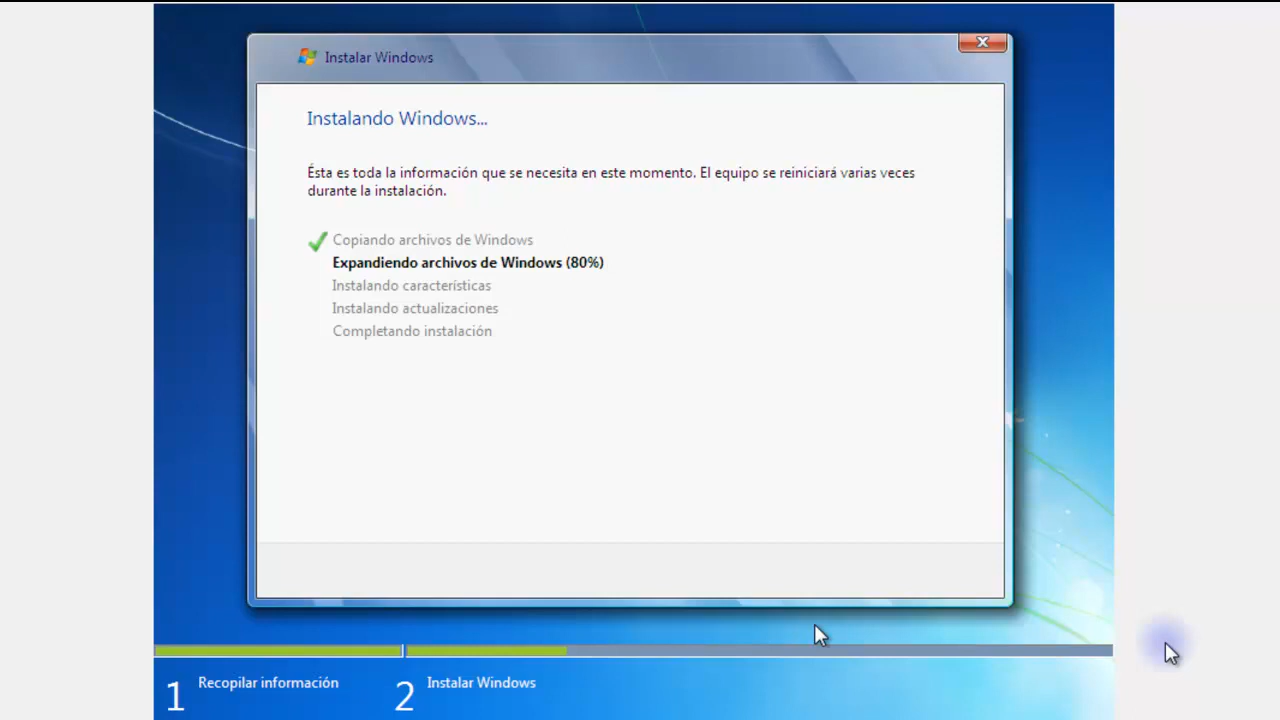 Instalar Windows
Instalando Windows...
Ésta es toda la información que se necesita en este momento. El equipo se reiniciará varias veces
durante la instalación.
Copiando archivos de Windows
Expandiendo archivos de Windows (80%)
Instalando características
Instalando actualizaciones
Completando instalación
1 Recopilar información
2 Instalar Windows